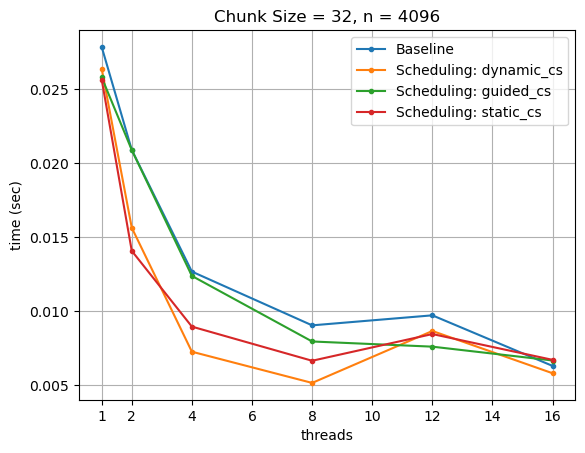 Chunk Size = 32, n = 4096
Baseline
Scheduling: dynamic_cs
Scheduling: guided_cs
Scheduling: static_cs
0.025
0.020
0.015
0.010
0.005
time (sec)
1 2 4 6 8 10 12 14 16
threads